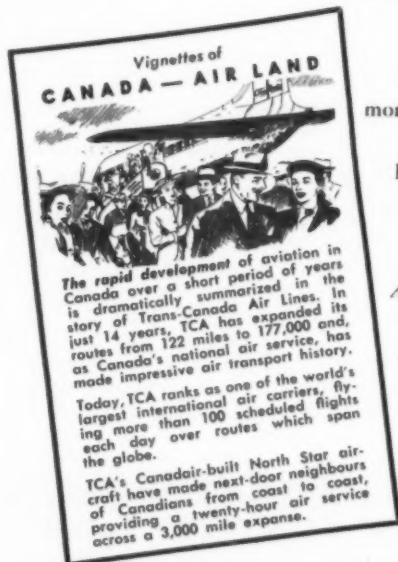 Vignettes of
CANADA — AIR LAND
The rapid development of aviation in
Canada over a short period of years
is dramatically summarized in the
story of Trans-Canada Air Lines. In
just 14 years, TCA has expanded its
routes from 122 miles to 177,000 and,
as Canada's national air service, has
made impressive air transport history.
Today, TCA ranks as one of the world's
largest international air carriers, fly-
ing more than 100 scheduled flights
each day over routes which span
the globe.
TCA's Canadair-built North Star air-
craft have made next-door neighbours
of Canadians from coast to coast,
providing a twenty-hour air service
across a 3,000 mile expanse.